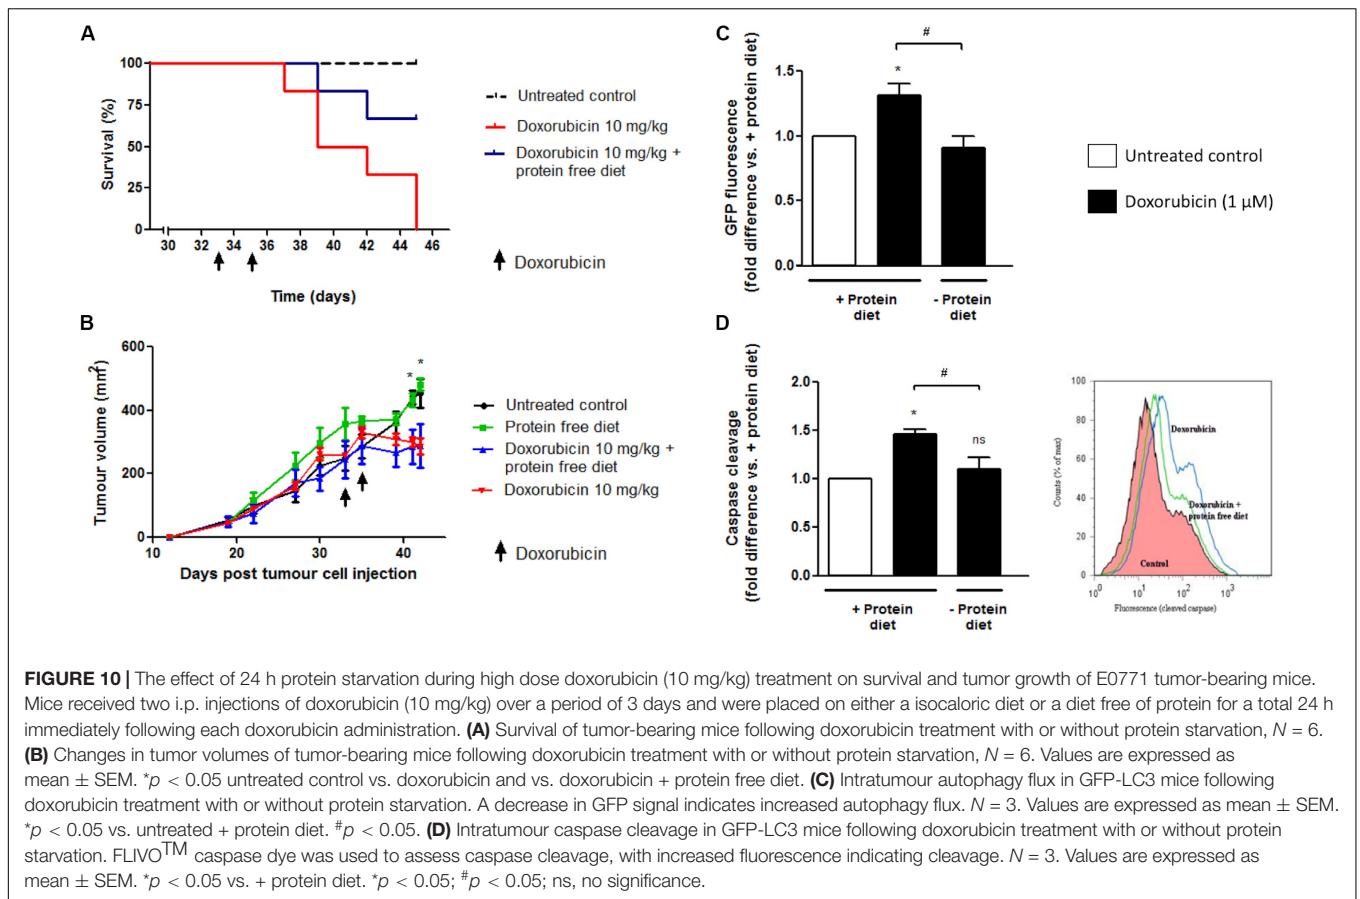 A
Survival (%)
100
75
50
25
0
30 32 34 36 38 40 42 44 46
Time (days)
Untreated control
Doxorubicin 10 mg/kg
Doxorubicin 10 mg/kg +
protein free diet
Doxorubicin
B
Tumour volume (mm²)
600
400
200
0
* *
10 20 30 40
Days post tumour cell injection
Untreated control
Protein free diet
Doxorubicin 10 mg/kg +
protein free diet
Doxorubicin 10 mg/kg
Doxorubicin
C
GFP fluorescence
(fold difference vs. + protein diet)
1.5
1.0
0.5
0.0
#
*
+ Protein
diet
- Protein
diet
Untreated control
Doxorubicin (1 µM)
D
Caspase cleavage
(fold difference vs. + protein diet)
2.0
1.5
1.0
0.5
0.0
#
*
ns
+ Protein
diet
- Protein
diet
Counts (% of max)
100
80
60
40
20
0
Doxorubicin
Doxorubicin +
protein free diet
Control
10⁰ 10¹ 10² 10³
Fluorescence (cleaved caspase)
FIGURE 10 | The effect of 24 h protein starvation during high dose doxorubicin (10 mg/kg) treatment on survival and tumor growth of E0771 tumor-bearing mice.
Mice received two i.p. injections of doxorubicin (10 mg/kg) over a period of 3 days and were placed on either a isocaloric diet or a diet free of protein for a total 24 h
immediately following each doxorubicin administration. (A) Survival of tumor-bearing mice following doxorubicin treatment with or without protein starvation, N = 6.
(B) Changes in tumor volumes of tumor-bearing mice following doxorubicin treatment with or without protein starvation, N = 6. Values are expressed as
mean ± SEM. *p < 0.05 untreated control vs. doxorubicin and vs. doxorubicin + protein free diet. (C) Intratumour autophagy flux in GFP-LC3 mice following
doxorubicin treatment with or without protein starvation. A decrease in GFP signal indicates increased autophagy flux. N = 3. Values are expressed as mean ± SEM.
*p < 0.05 vs. untreated + protein diet. #p < 0.05. (D) Intratumour caspase cleavage in GFP-LC3 mice following doxorubicin treatment with or without protein
starvation. FLIVO™ caspase dye was used to assess caspase cleavage, with increased fluorescence indicating cleavage. N = 3. Values are expressed as
mean ± SEM. *p < 0.05 vs. + protein diet. *p < 0.05; #p < 0.05; ns, no significance.